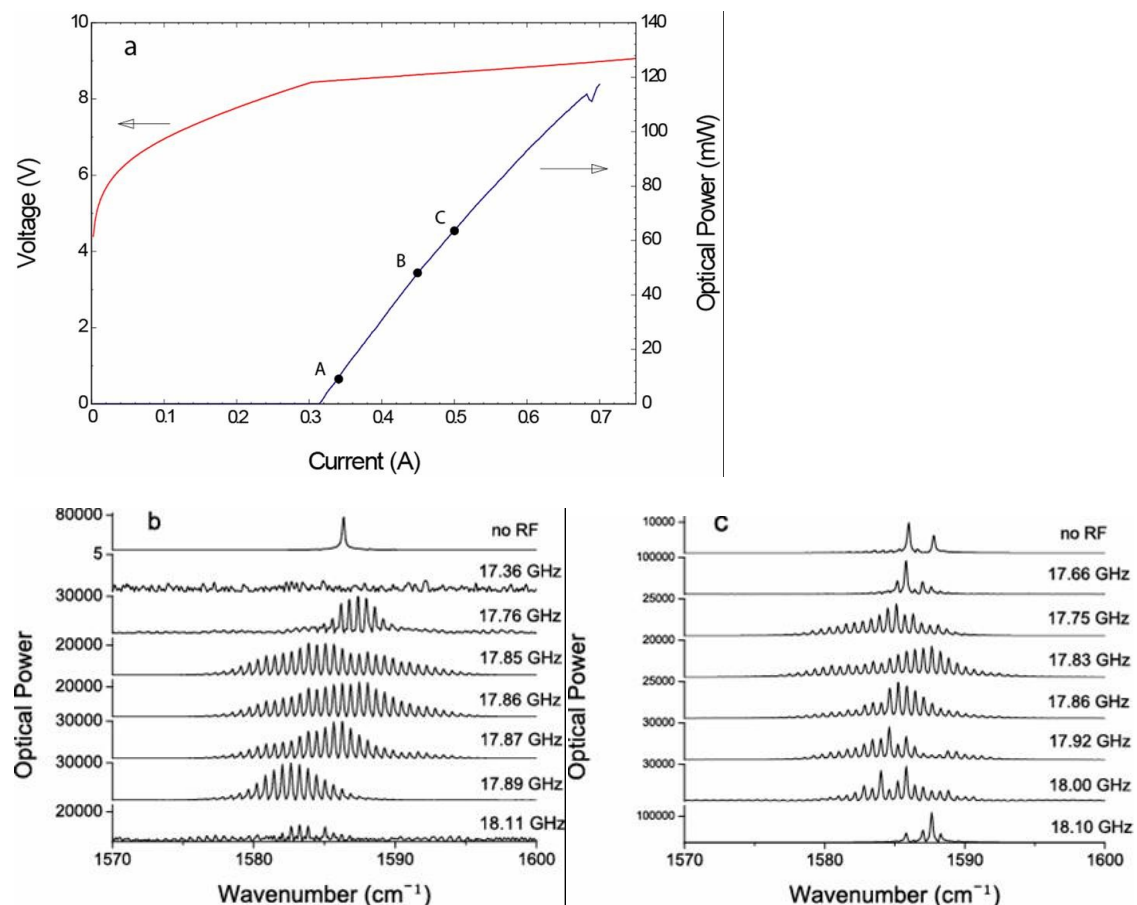 a
10
8
6
4
2
0
Voltage (V)
140
120
100
80
60
40
20
0
Optical Power (mW)
A
B
C
0 0.1 0.2 0.3 0.4 0.5 0.6 0.7
Current (A)
b
80000
no RF
5
17.36 GHz
30000
17.76 GHz
20000
17.85 GHz
20000
17.86 GHz
30000
17.87 GHz
30000
17.89 GHz
20000
18.11 GHz
Optical Power
1570 1580 1590 1600
Wavenumber (cm⁻¹)
c
10000
no RF
100000
17.66 GHz
25000
17.75 GHz
20000
17.83 GHz
25000
17.86 GHz
30000
17.92 GHz
30000
18.00 GHz
100000
18.10 GHz
Optical Power
1570 1580 1590 1600
Wavenumber (cm⁻¹)